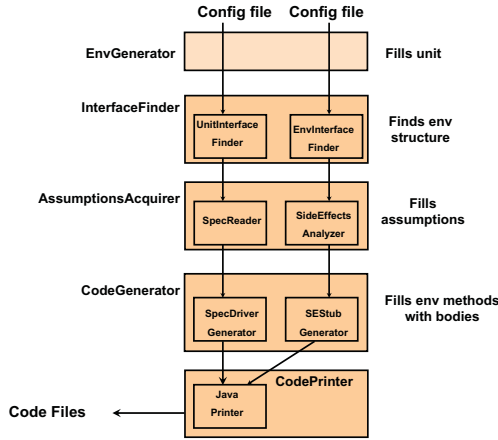 Config file Config file
EnvGenerator
Fills unit
InterfaceFinder
UnitInterface
Finder
EnvInterface
Finder
Finds env
structure
AssumptionsAcquirer
SpecReader
SideEffects
Analyzer
Fills
assumptions
CodeGenerator
SpecDriver
Generator
SEStub
Generator
Fills env methods
with bodies
CodePrinter
Java
Printer
Code Files